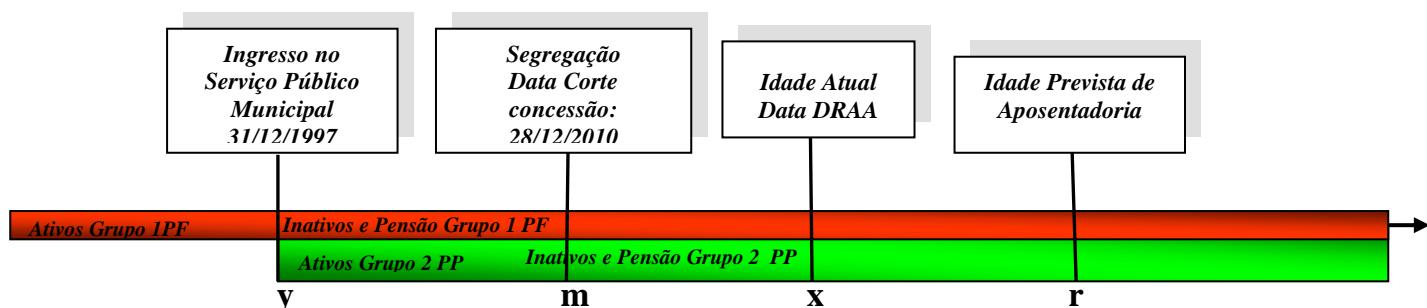 Ingresso no
Serviço Público
Municipal
31/12/1997
Segregação
Data Corte
concessão:
28/12/2010
Idade Atual
Data DRAA
Idade Prevista de
Aposentadoria
Ativos Grupo 1PF
Inativos e Pensão Grupo 1 PF
Ativos Grupo 2 PP
Inativos e Pensão Grupo 2 PP
y
m
x
r